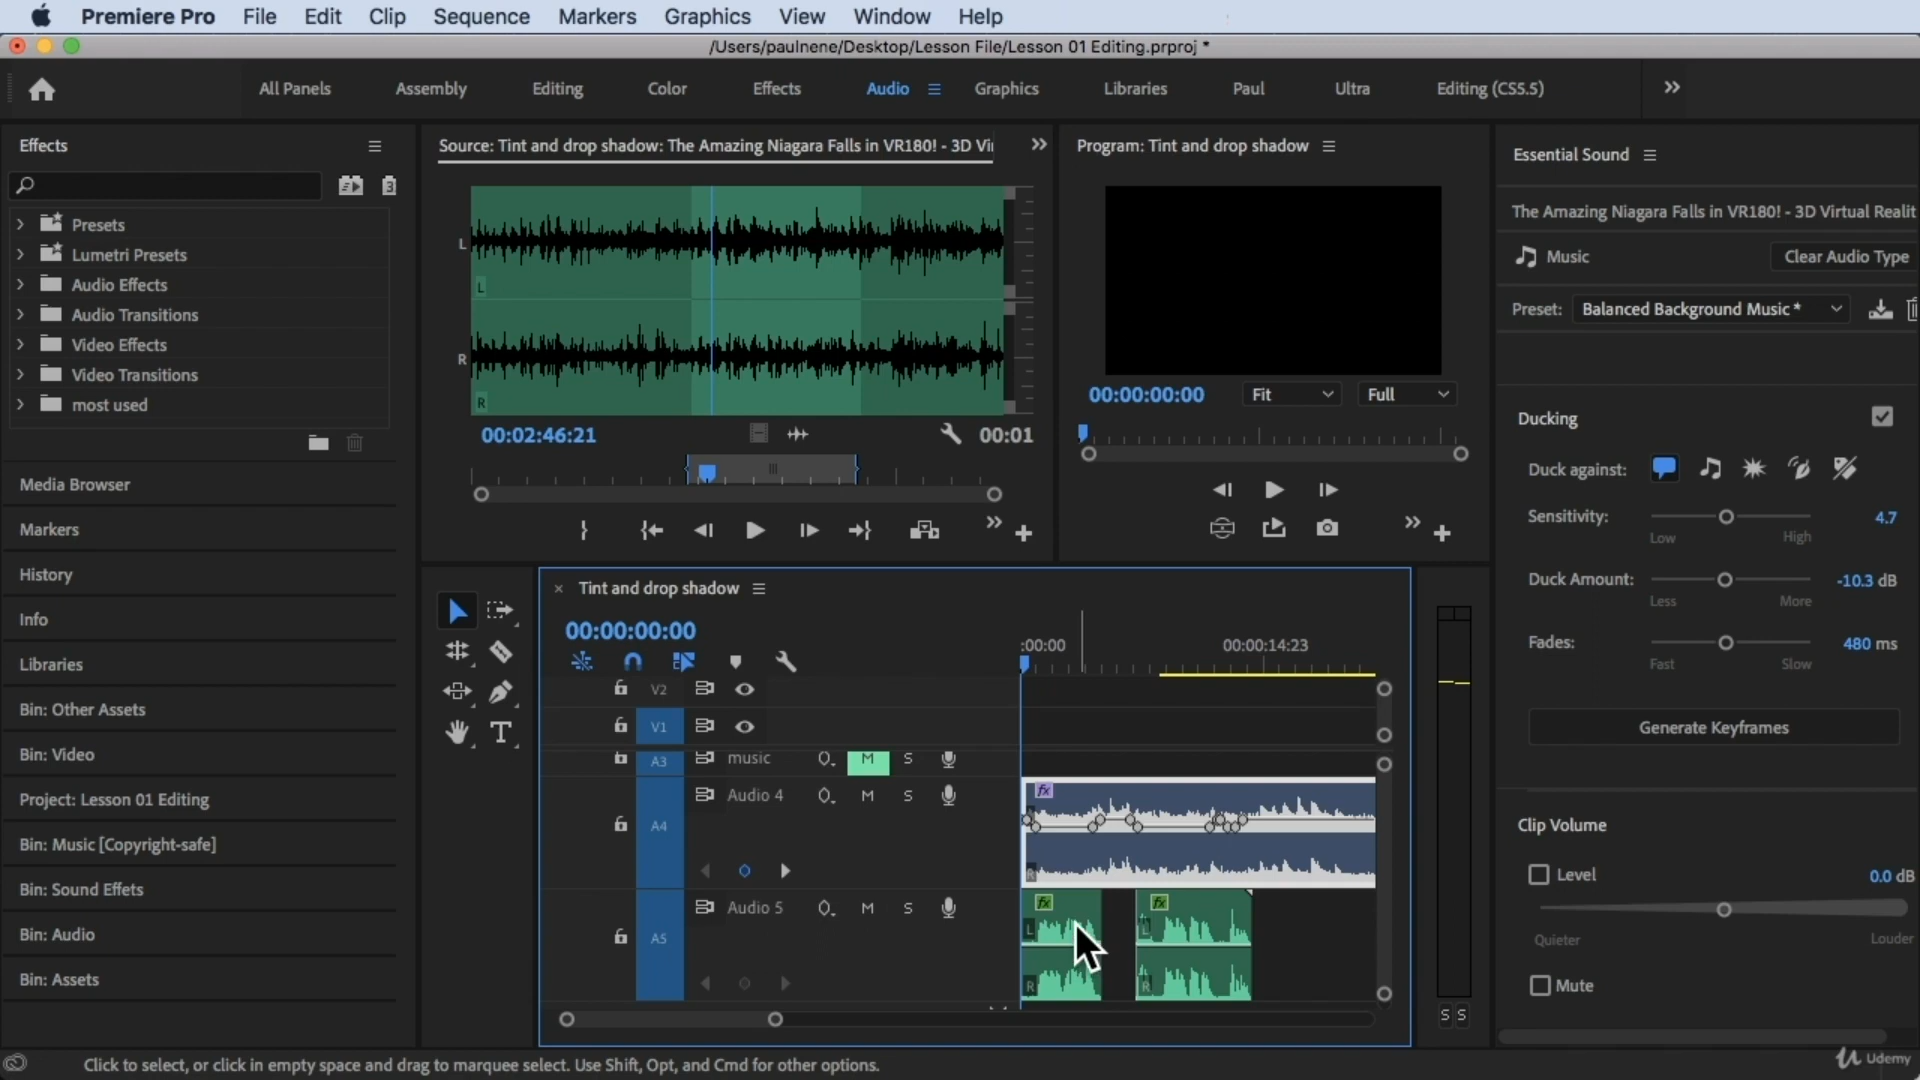 Premiere Pro File Edit Clip Sequence Markers Graphics View Window Help
/Users/paulnene/Desktop/Lesson File/Lesson 01 Editing.prproj *
All Panels Assembly Editing Color Effects Audio Graphics Libraries Paul Ultra Editing (CS5.5)
Effects
Presets
Lumetri Presets
Audio Effects
Audio Transitions
Video Effects
Video Transitions
most used
Media Browser
Markers
History
Info
Libraries
Bin: Other Assets
Bin: Video
Project: Lesson 01 Editing
Bin: Music [Copyright-safe]
Bin: Sound Effets
Bin: Audio
Bin: Assets
Source: Tint and drop shadow: The Amazing Niagara Falls in VR180! - 3D Vi
L
L
R
R
00:02:46:21
00:01
Program: Tint and drop shadow
00:00:00:00 Fit Full
Tint and drop shadow
00:00:00:00
:00:00 00:00:14:23
V2
V1
A3 music M S
A4 Audio 4 M S
fx
R
A5 Audio 5 M S
fx fx
L L
R R
S S
Essential Sound
The Amazing Niagara Falls in VR180! - 3D Virtual Realit
Music Clear Audio Type
Preset: Balanced Background Music *
Ducking
Duck against:
Sensitivity: 4.7
Low High
Duck Amount: -10.3 dB
Less More
Fades: 480 ms
Fast Slow
Generate Keyframes
Clip Volume
Level 0.0 dB
Quieter Louder
Mute
Click to select, or click in empty space and drag to marquee select. Use Shift, Opt, and Cmd for other options.
Udemy